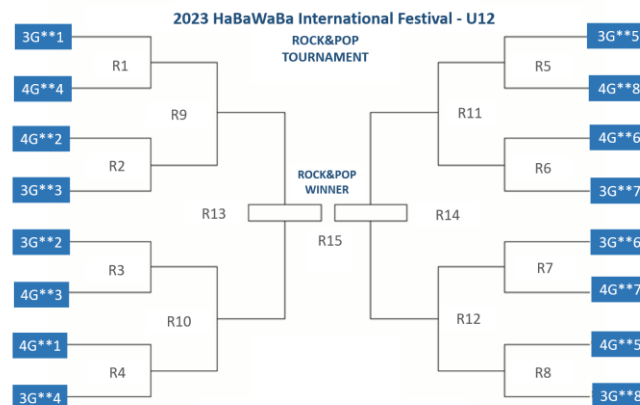 2023 HaBaWaBa International Festival - U12
ROCK&POP
TOURNAMENT
3G**1
R1
4G**4
R9
4G**2
R2
3G**3
R13
3G**2
R3
4G**3
R10
4G**1
R4
3G**4
ROCK&POP
WINNER
R15
3G**5
R5
4G**8
R11
4G**6
R6
3G**7
R14
3G**6
R7
4G**7
R12
4G**5
R8
3G**8